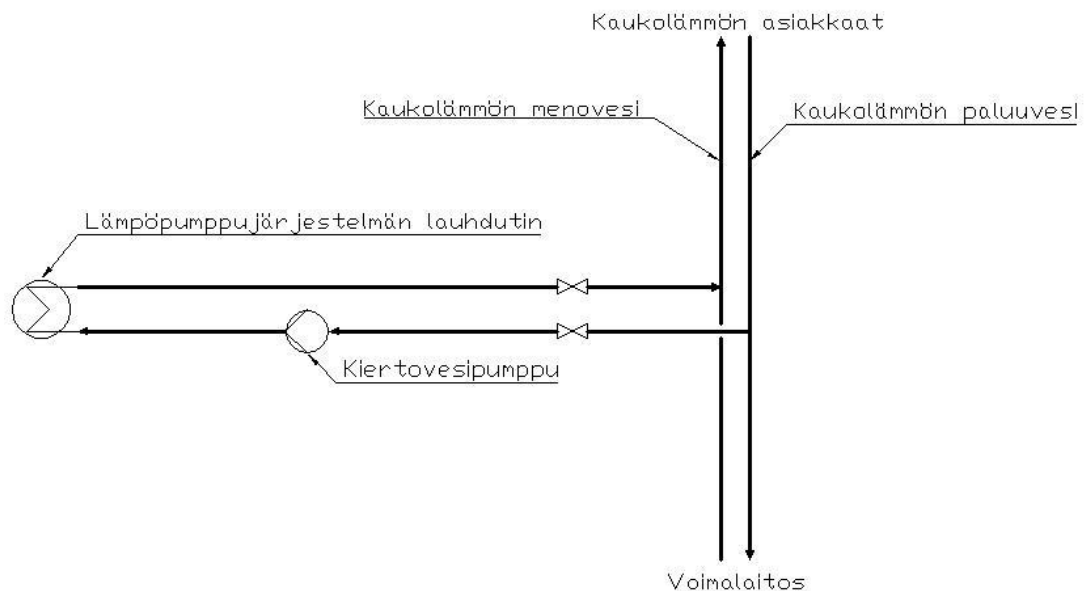 Kaukolämmön asiakkaat
Kaukolämmön menovesi
Kaukolämmön paluuvesi
Lämpöpumppujärjestelmän lauhdutin
Kiertovesipumppu
Voimalaitos